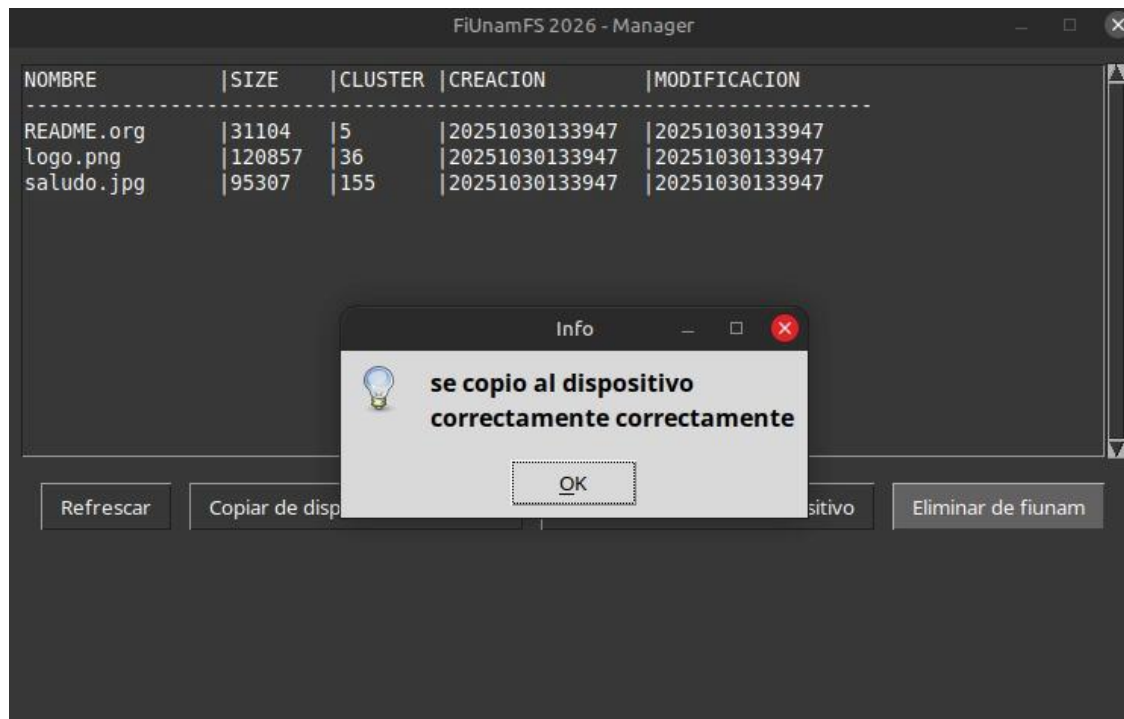 FiUnamFS 2026 - Manager
NOMBRE |SIZE |CLUSTER |CREACION |MODIFICACION
----------------------------------------------------------------------
README.org |31104 |5 |20251030133947 |20251030133947
logo.png |120857 |36 |20251030133947 |20251030133947
saludo.jpg |95307 |155 |20251030133947 |20251030133947
Info
se copio al dispositivo
correctamente correctamente
OK
Refrescar Copiar de disp sitivo Eliminar de fiunam